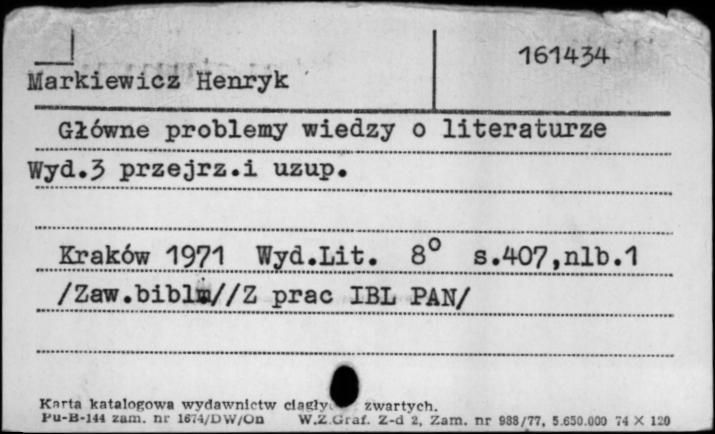 161434
Markiewicz Henryk
Główne problemy wiedzy o literaturze
Wyd.3 przejrz.i uzup.
Kraków 1971 Wyd.Lit. 8° s.407,nlb.1
/Zaw.bibl//Z prac IBL PAN/
Karta katalogowa wydawnictw zwartych.
Pu-B-144 zam. nr 1674/DW/On W.Z.Graf. Z-d 2, Zam. nr 988/77, 5.650.000 74 X 120